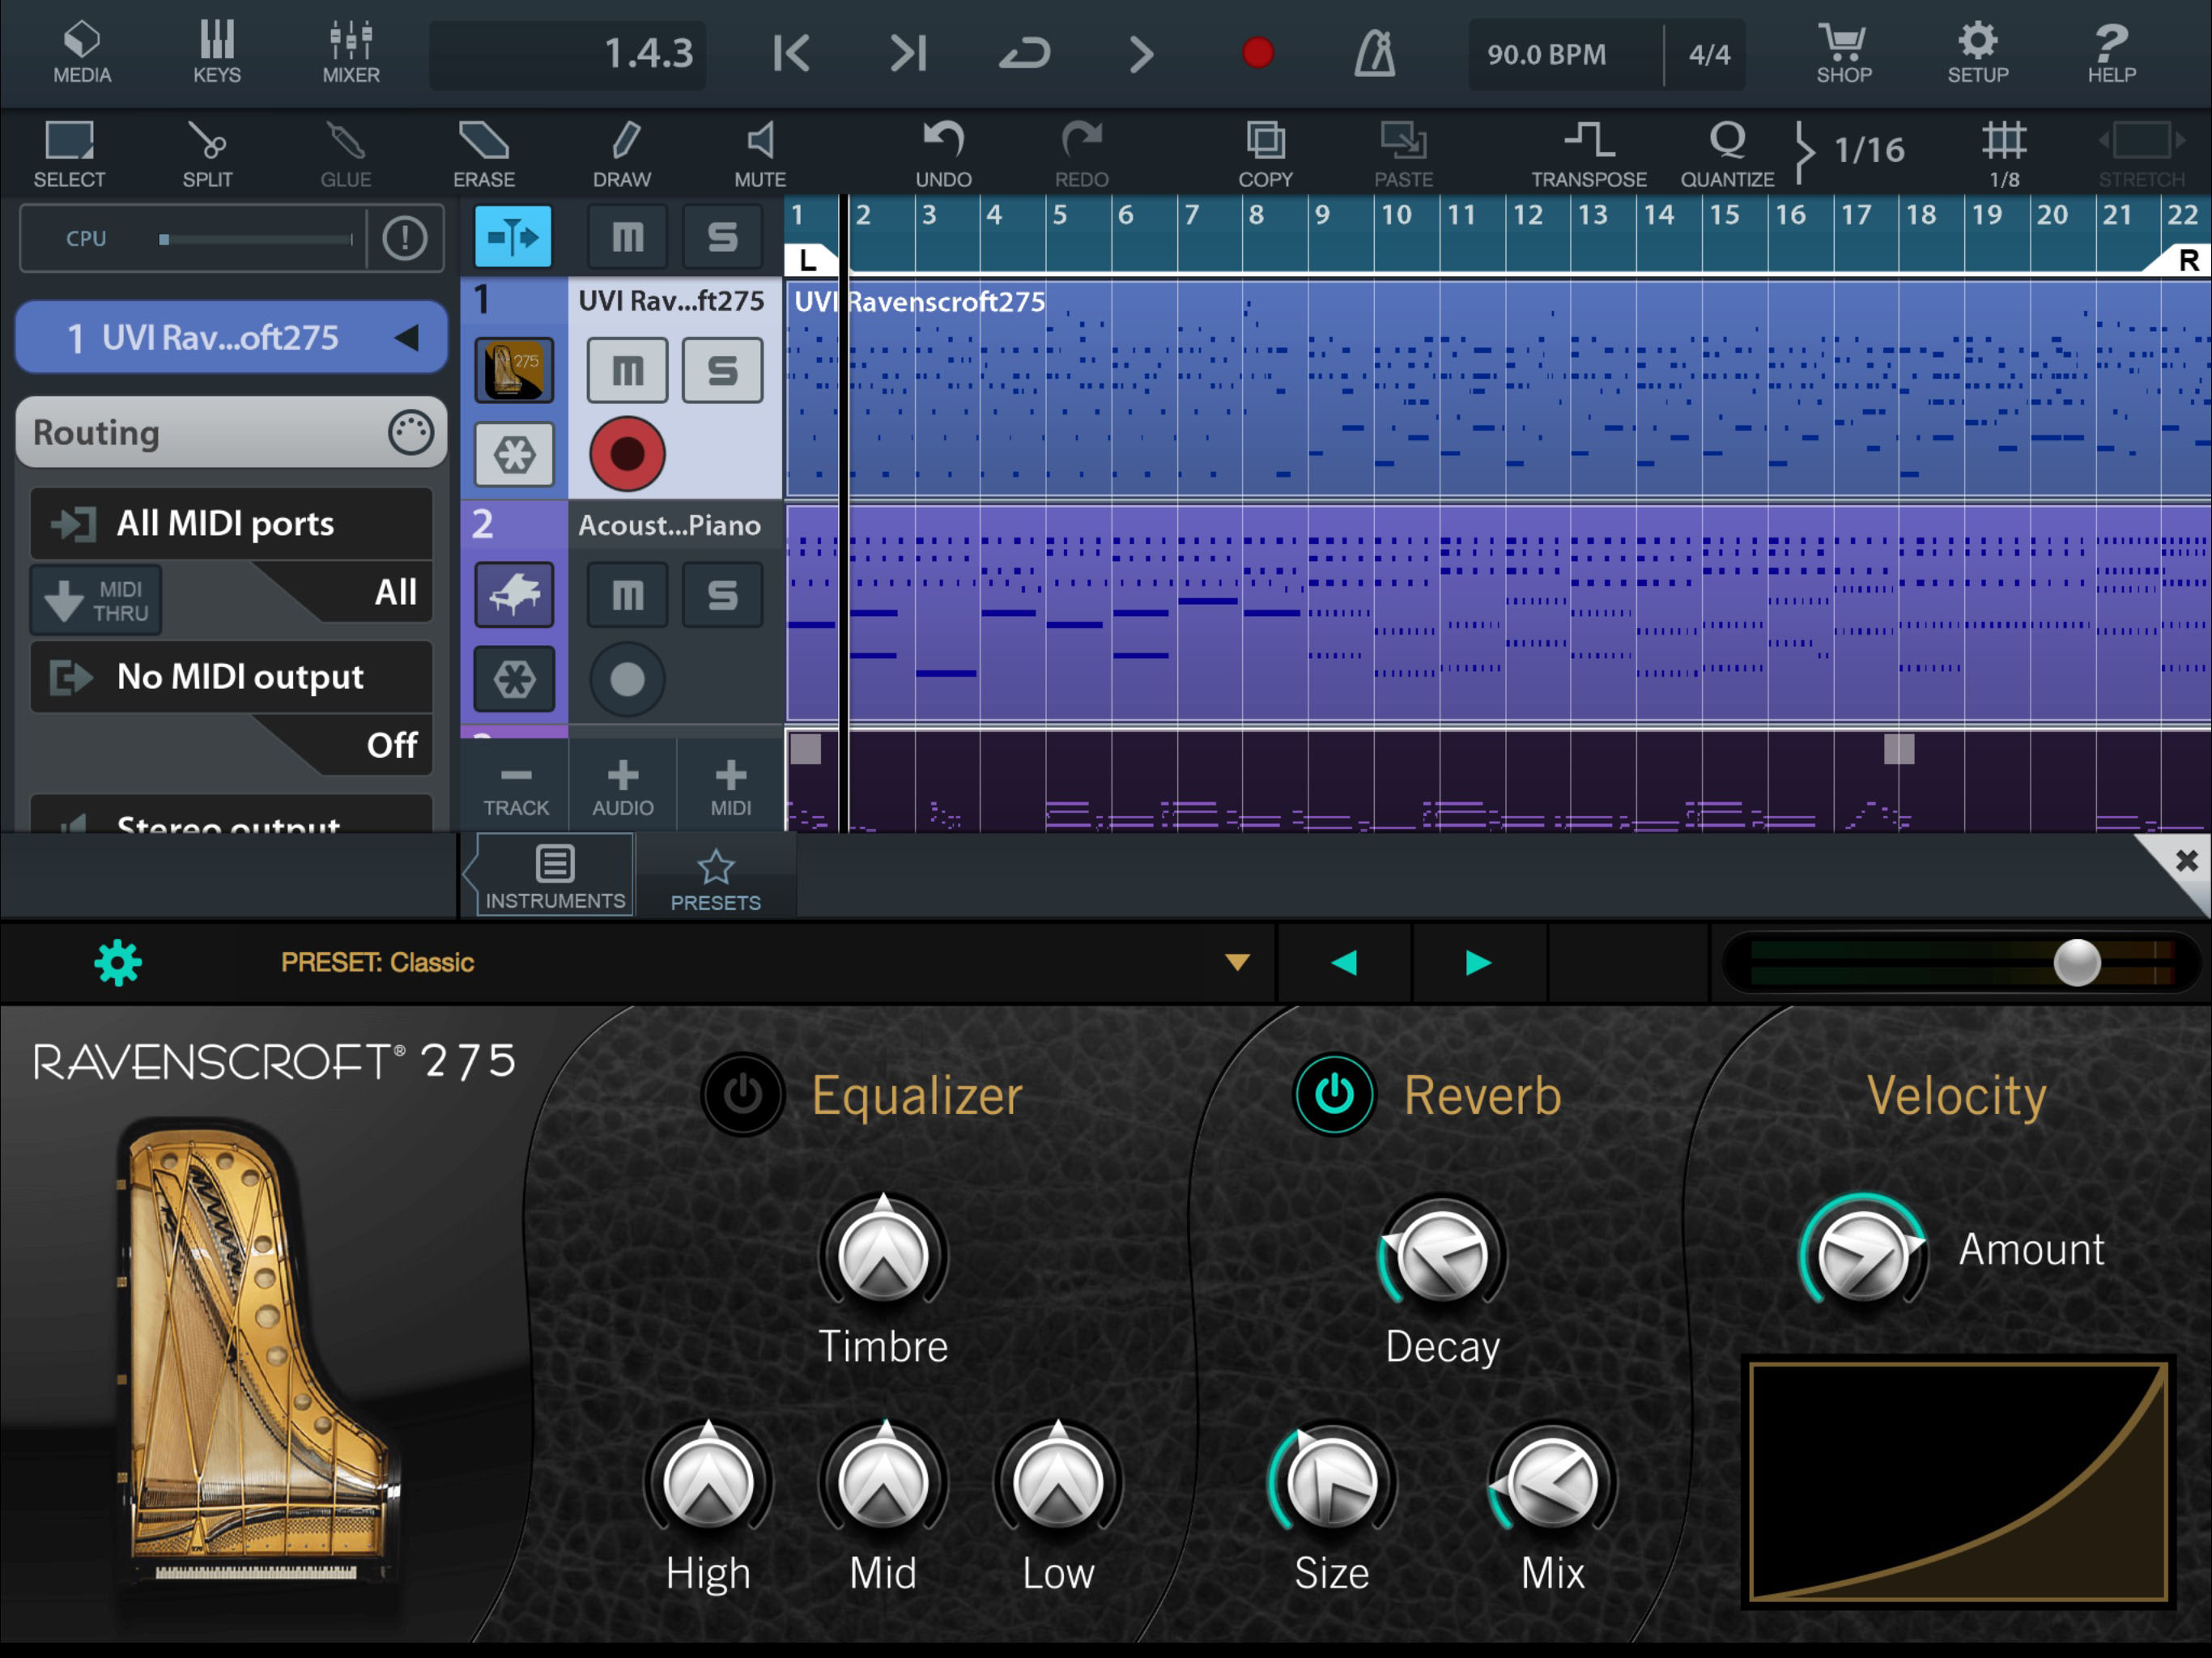 1.4.3
90.0 BPM
4/4
MEDIA
KEYS
MIXER
SHOP
SETUP
HELP
1/16
SELECT
SPLIT
GLUE
ERASE
DRAW
MUTE
UNDO
REDO
COPY
PASTE
TRANSPOSE
QUANTIZE
1/8
STRETCH
CPU
m
S
1 2 3 4 5 6 7 8 9 10 11 12 13 14 15 16 17 18 19 20 21 22
L
R
1
UVI Rav...ft275
UVI Ravenscroft275
1 UVI Rav...oft275
275
m
S
Routing
All MIDI ports
MIDI
THRU
All
2
Acoust...Piano
m
S
No MIDI output
Off
Stereo output
TRACK
AUDIO
MIDI
INSTRUMENTS
PRESETS
PRESET: Classic
RAVENSCROFT® 275
Equalizer
Reverb
Velocity
Amount
Timbre
Decay
High
Mid
Low
Size
Mix